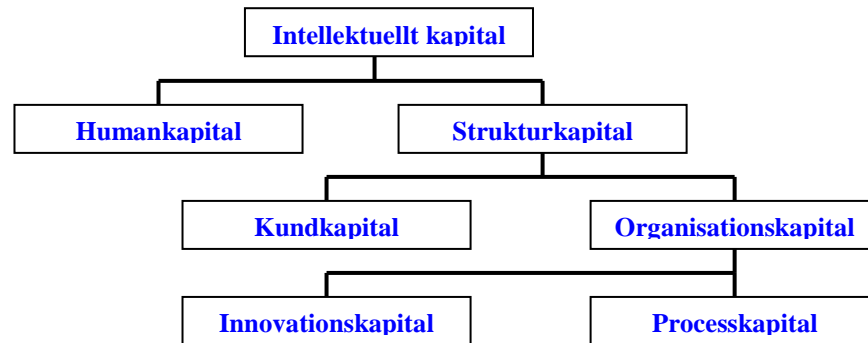 Intellektuellt kapital
Humankapital
Strukturkapital
Kundkapital
Organisationskapital
Innovationskapital
Processkapital